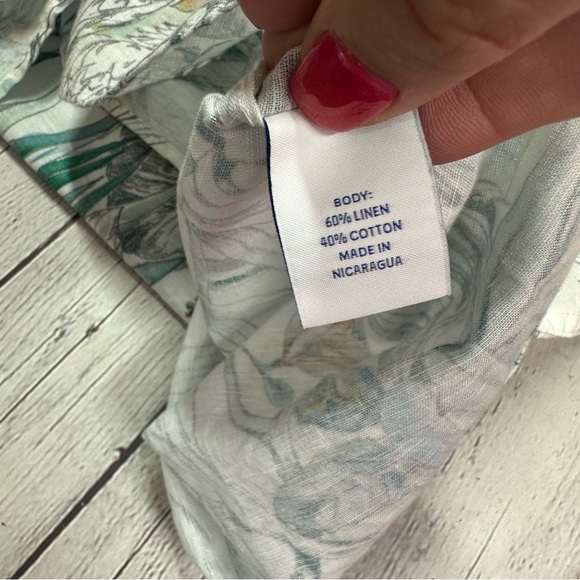 BODY:
60% LINEN
40% COTTON
MADE IN
NICARAGUA